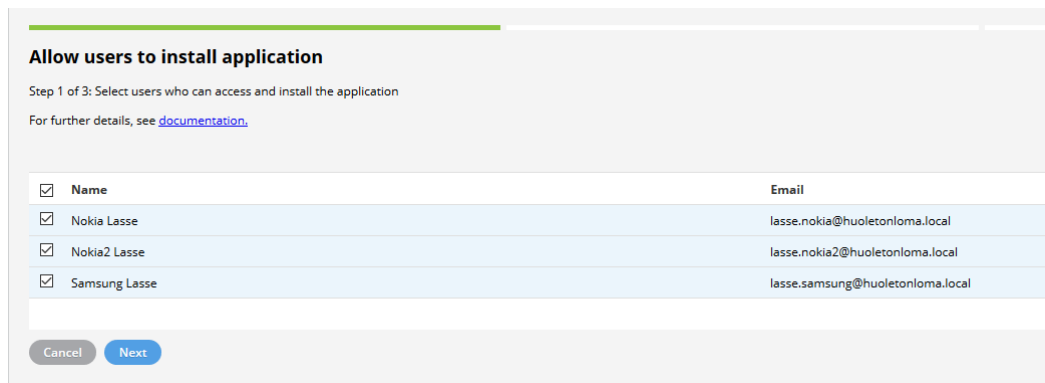 Allow users to install application
Step 1 of 3: Select users who can access and install the application
For further details, see documentation.
Name Email
Nokia Lasse lasse.nokia@huoletonloma.local
Nokia2 Lasse lasse.nokia2@huoletonloma.local
Samsung Lasse lasse.samsung@huoletonloma.local
Cancel Next